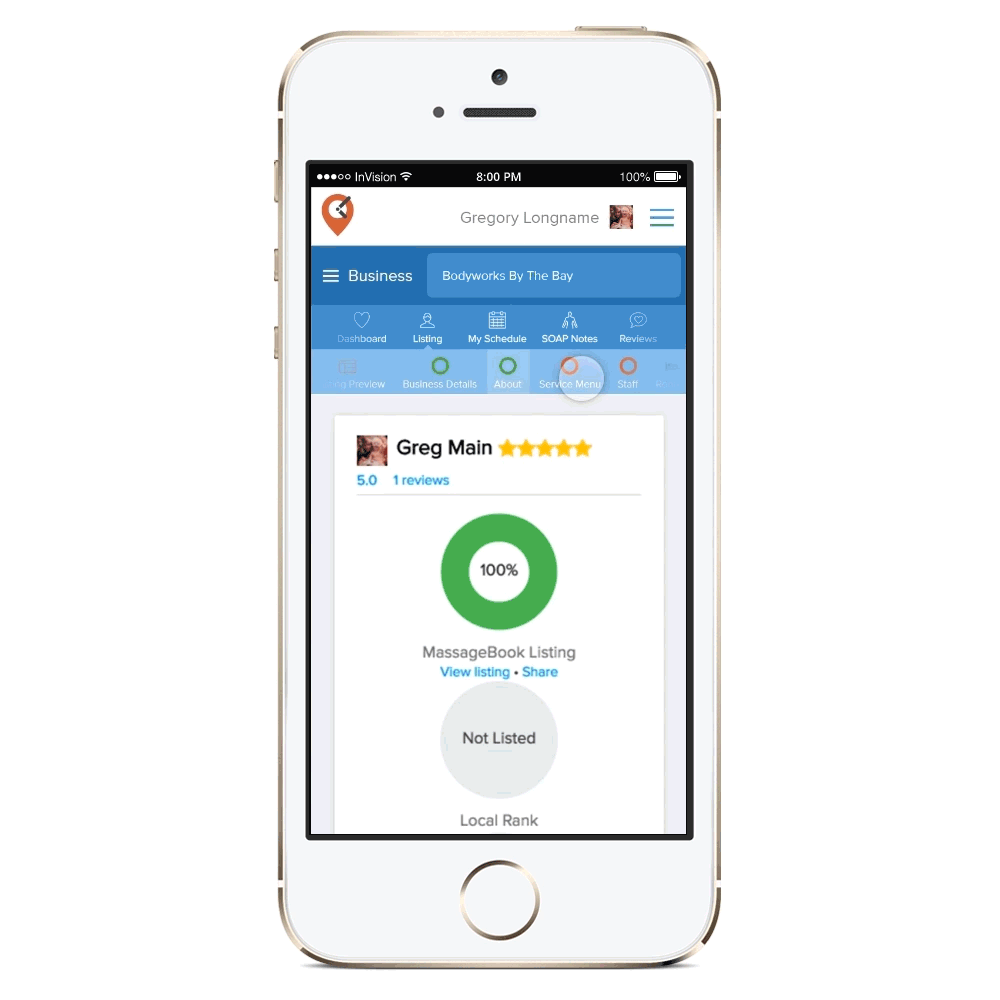 InVision 8:00 PM 100%
Gregory Longname
Business Bodyworks By The Bay
Dashboard Listing My Schedule SOAP Notes Reviews
Preview Business Details About Service Menu Staff
Greg Main
5.0 1 reviews
100%
MassageBook Listing
View listing • Share
Not Listed
Local Rank